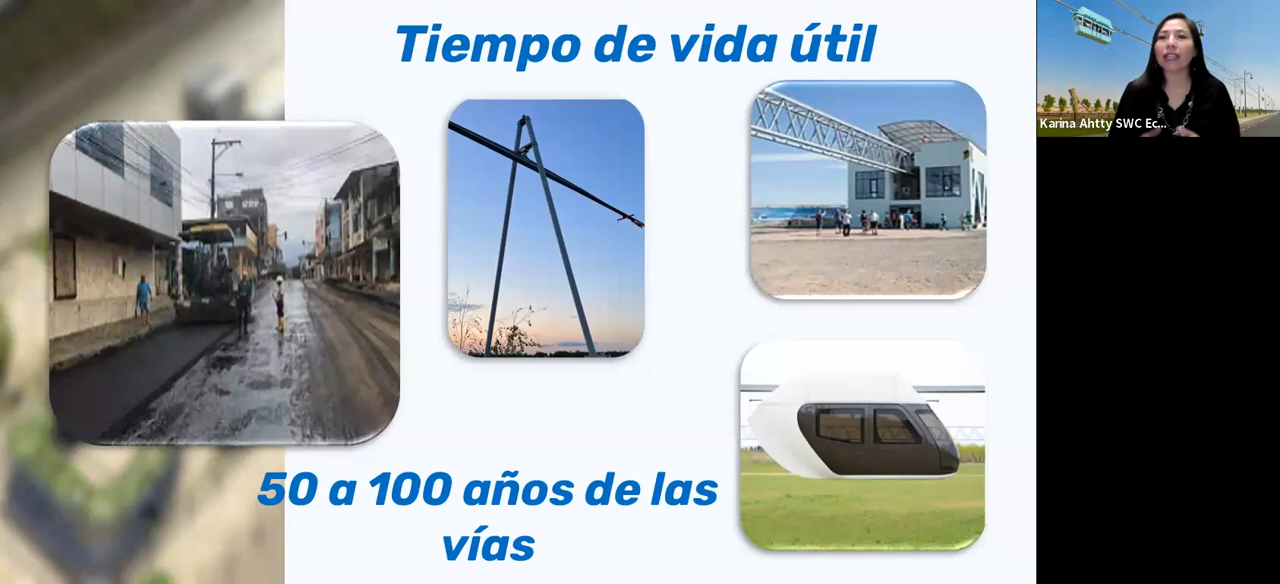 Tiempo de vida útil
Karina Ahtty SWC Ec...
50 a 100 años de las
vías